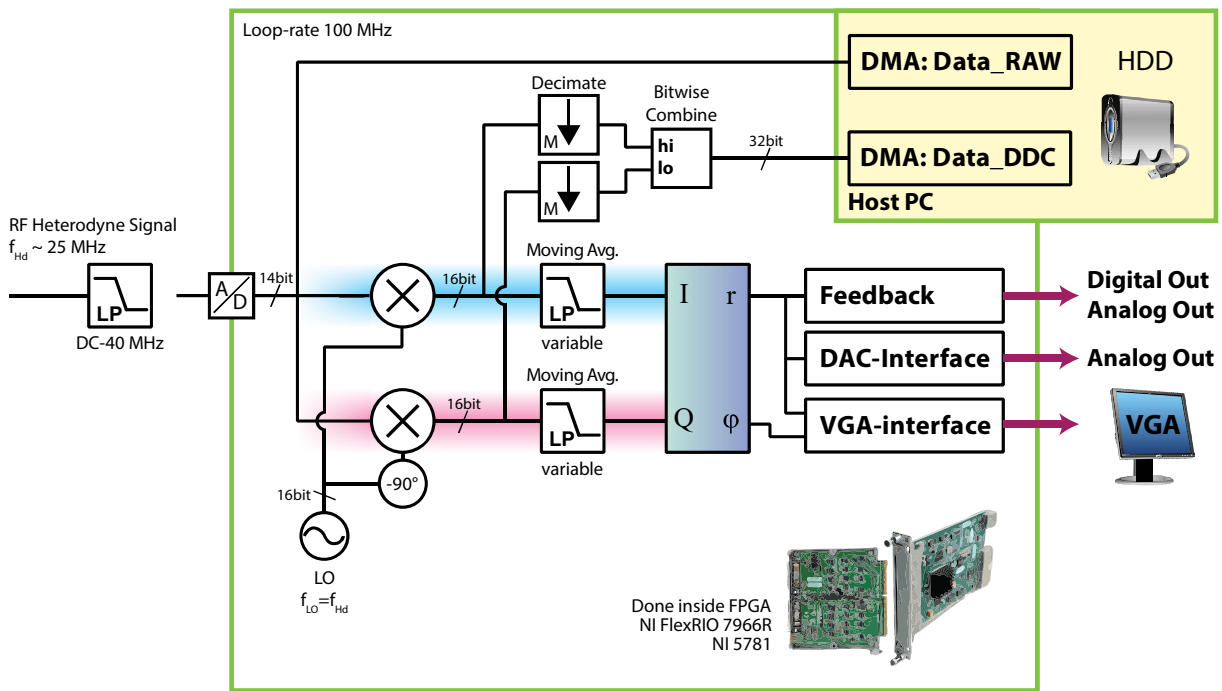 Loop-rate 100 MHz
DMA: Data_RAW
HDD
Decimate
M
Bitwise
Combine
hi
lo
32bit
DMA: Data_DDC
Host PC
M
RF Heterodyne Signal
f_Hd ~ 25 MHz
LP
DC-40 MHz
A/D
14bit
16bit
Moving Avg.
LP
variable
I
r
Feedback
Digital Out
Analog Out
DAC-Interface
Analog Out
16bit
Moving Avg.
LP
variable
Q
φ
VGA-interface
VGA
-90°
16bit
LO
f_LO=f_Hd
Done inside FPGA
NI FlexRIO 7966R
NI 5781